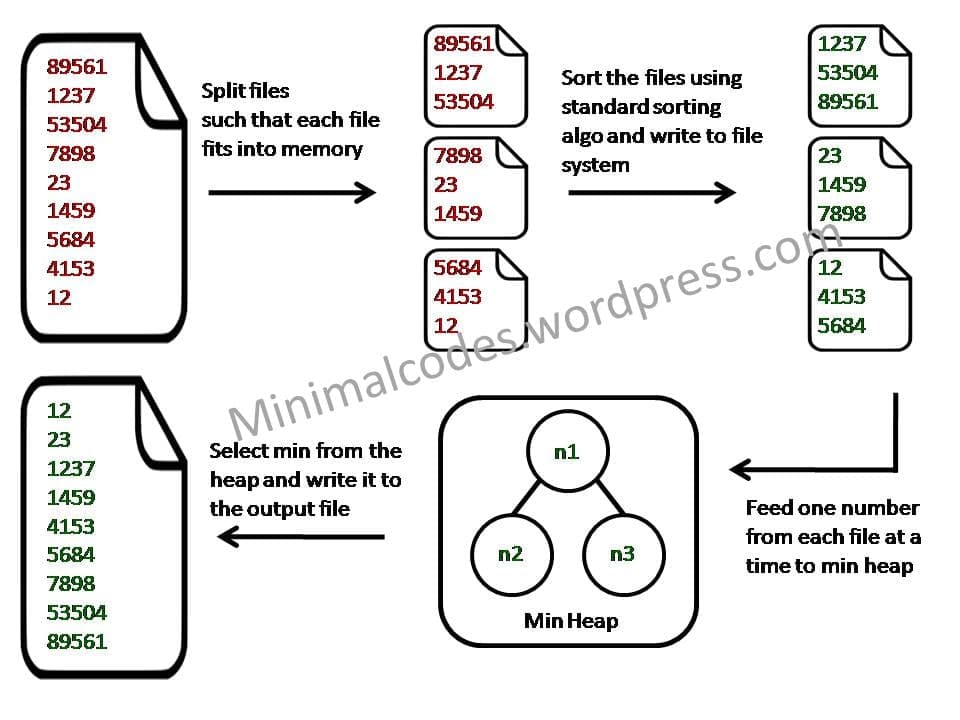 89561
1237
53504
7898
23
1459
5684
4153
12
Split files
such that each file
fits into memory
89561
1237
53504
7898
23
1459
5684
4153
12
Sort the files using
standard sorting
algo and write to file
system
1237
53504
89561
23
1459
7898
12
4153
5684
Minimalcodes.wordpress.com
Feed one number
from each file at a
time to min heap
n1
n2
n3
Min Heap
Select min from the
heap and write it to
the output file
12
23
1237
1459
4153
5684
7898
53504
89561